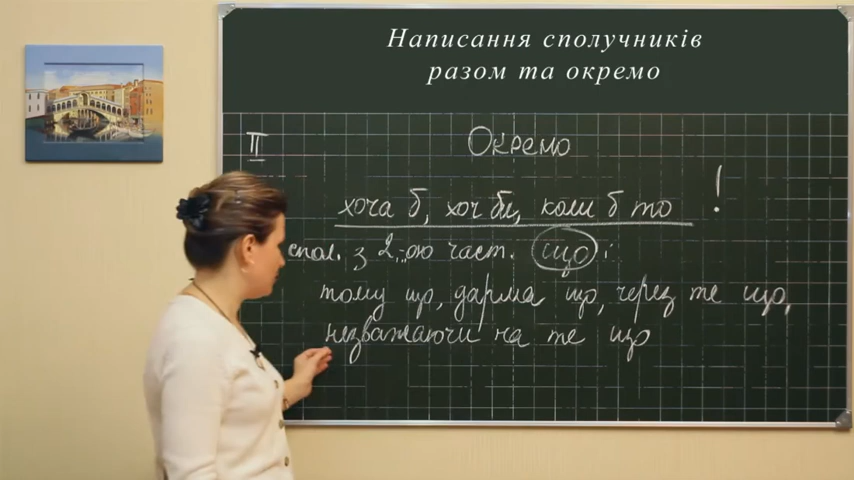 Написання сполучників
разом та окремо
II Окремо
хоча б, хоч би, коли б то !
спол. з 2-ою част. що:
тому що, дарма що, через те що,
незважаючи на те що